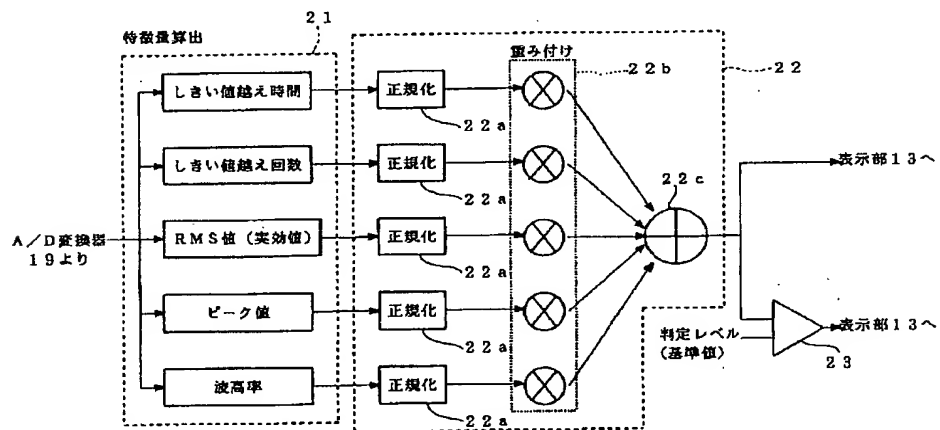 特徴量算出
21
重み付け
22b
22
しきい値越え時間
正規化
22a
しきい値越え回数
正規化
22a
22c
表示部13へ
A/D変換器
19より
RMS値(実効値)
正規化
22a
ピーク値
正規化
22a
判定レベル
(基準値)
表示部13へ
23
波高率
正規化
22a